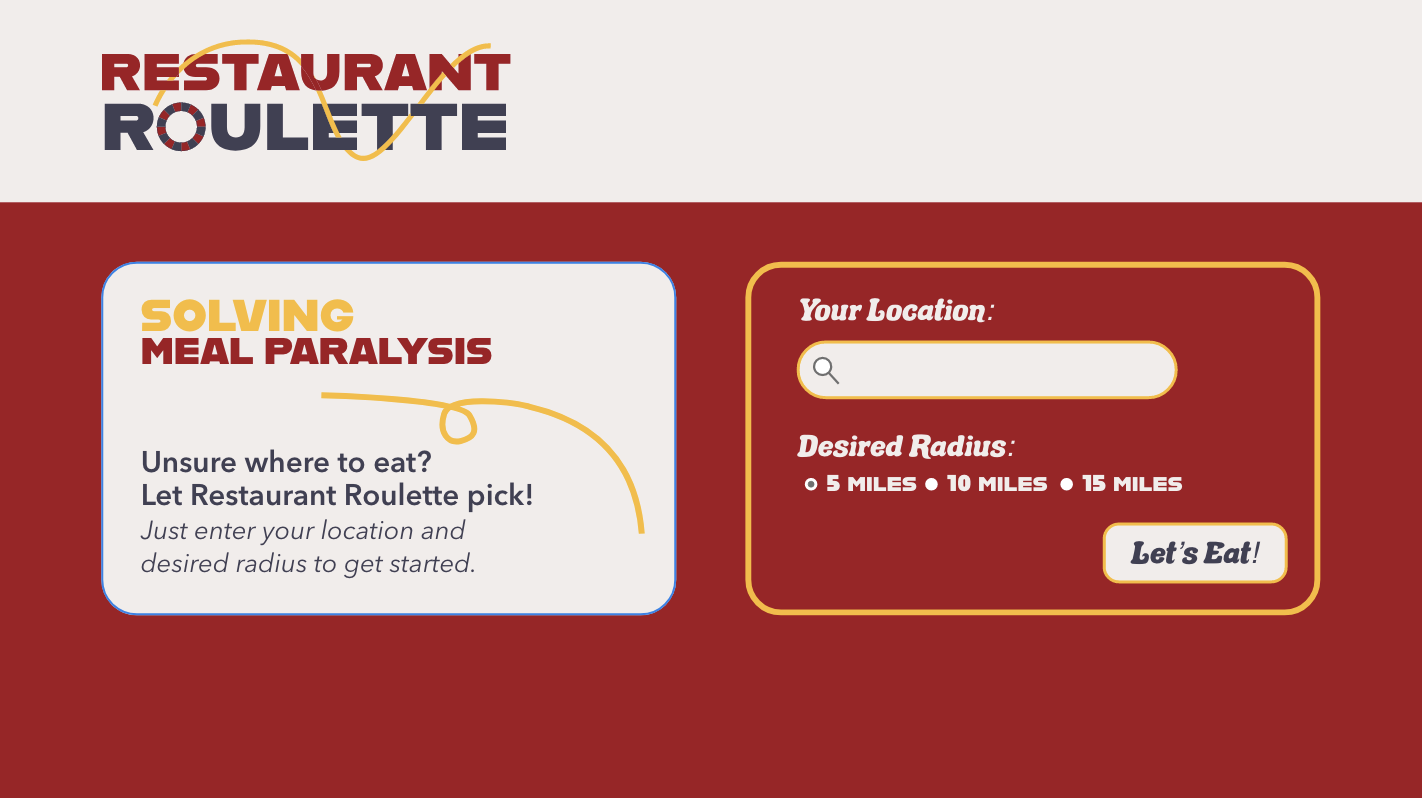 RESTAURANT
ROULETTE
SOLVING
MEAL PARALYSIS
Unsure where to eat?
Let Restaurant Roulette pick!
Just enter your location and
desired radius to get started.
Your Location:
Desired Radius:
5 MILES 10 MILES 15 MILES
Let's Eat!